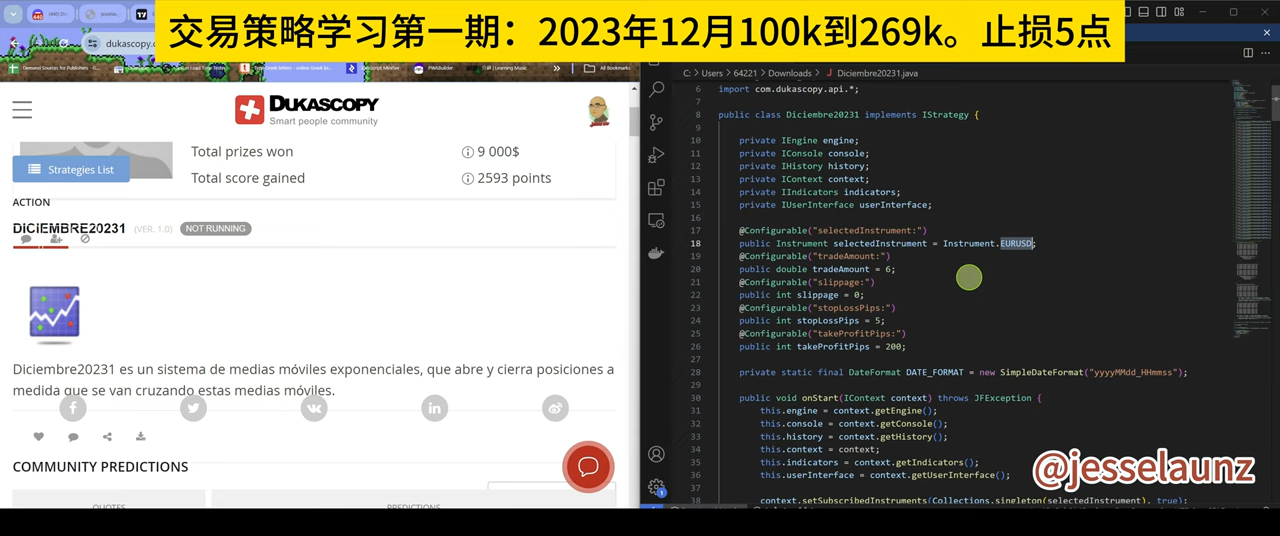 交易策略学习第一期：2023年12月100k到269k。止损5点
dukascopy.c
All Bookmarks
DUKASCOPY
Smart people community
Total prizes won
9 000$
Strategies List
Total score gained
2593 points
ACTION
DICIEMBRE20231 (VER. 1.0) NOT RUNNING
Diciembre20231 es un sistema de medias móviles exponenciales, que abre y cierra posiciones a
medida que se van cruzando estas medias móviles.
COMMUNITY PREDICTIONS
QUOTES
PREDICTIONS
C: > Users > 64221 > Downloads > J Diciembre20231.java
6 import com.dukascopy.api.*;
7
8 public class Diciembre20231 implements IStrategy {
9
10 private IEngine engine;
11 private IConsole console;
12 private IHistory history;
13 private IContext context;
14 private IIndicators indicators;
15 private IUserInterface userInterface;
16
17 @Configurable("selectedInstrument:")
18 public Instrument selectedInstrument = Instrument.EURUSD;
19 @Configurable("tradeAmount:")
20 public double tradeAmount = 6;
21 @Configurable("slippage:")
22 public int slippage = 0;
23 @Configurable("stopLossPips:")
24 public int stopLossPips = 5;
25 @Configurable("takeProfitPips:")
26 public int takeProfitPips = 200;
27
28 private static final DateFormat DATE_FORMAT = new SimpleDateFormat("yyyyMMdd_HHmmss");
29
30 public void onStart(IContext context) throws JFException {
31 this.engine = context.getEngine();
32 this.console = context.getConsole();
33 this.history = context.getHistory();
34 this.context = context;
35 this.indicators = context.getIndicators();
36 this.userInterface = context.getUserInterface();
37
38 context.setSubscribedInstruments(Collections.singleton(selectedInstrument), true);
@jesselaunz